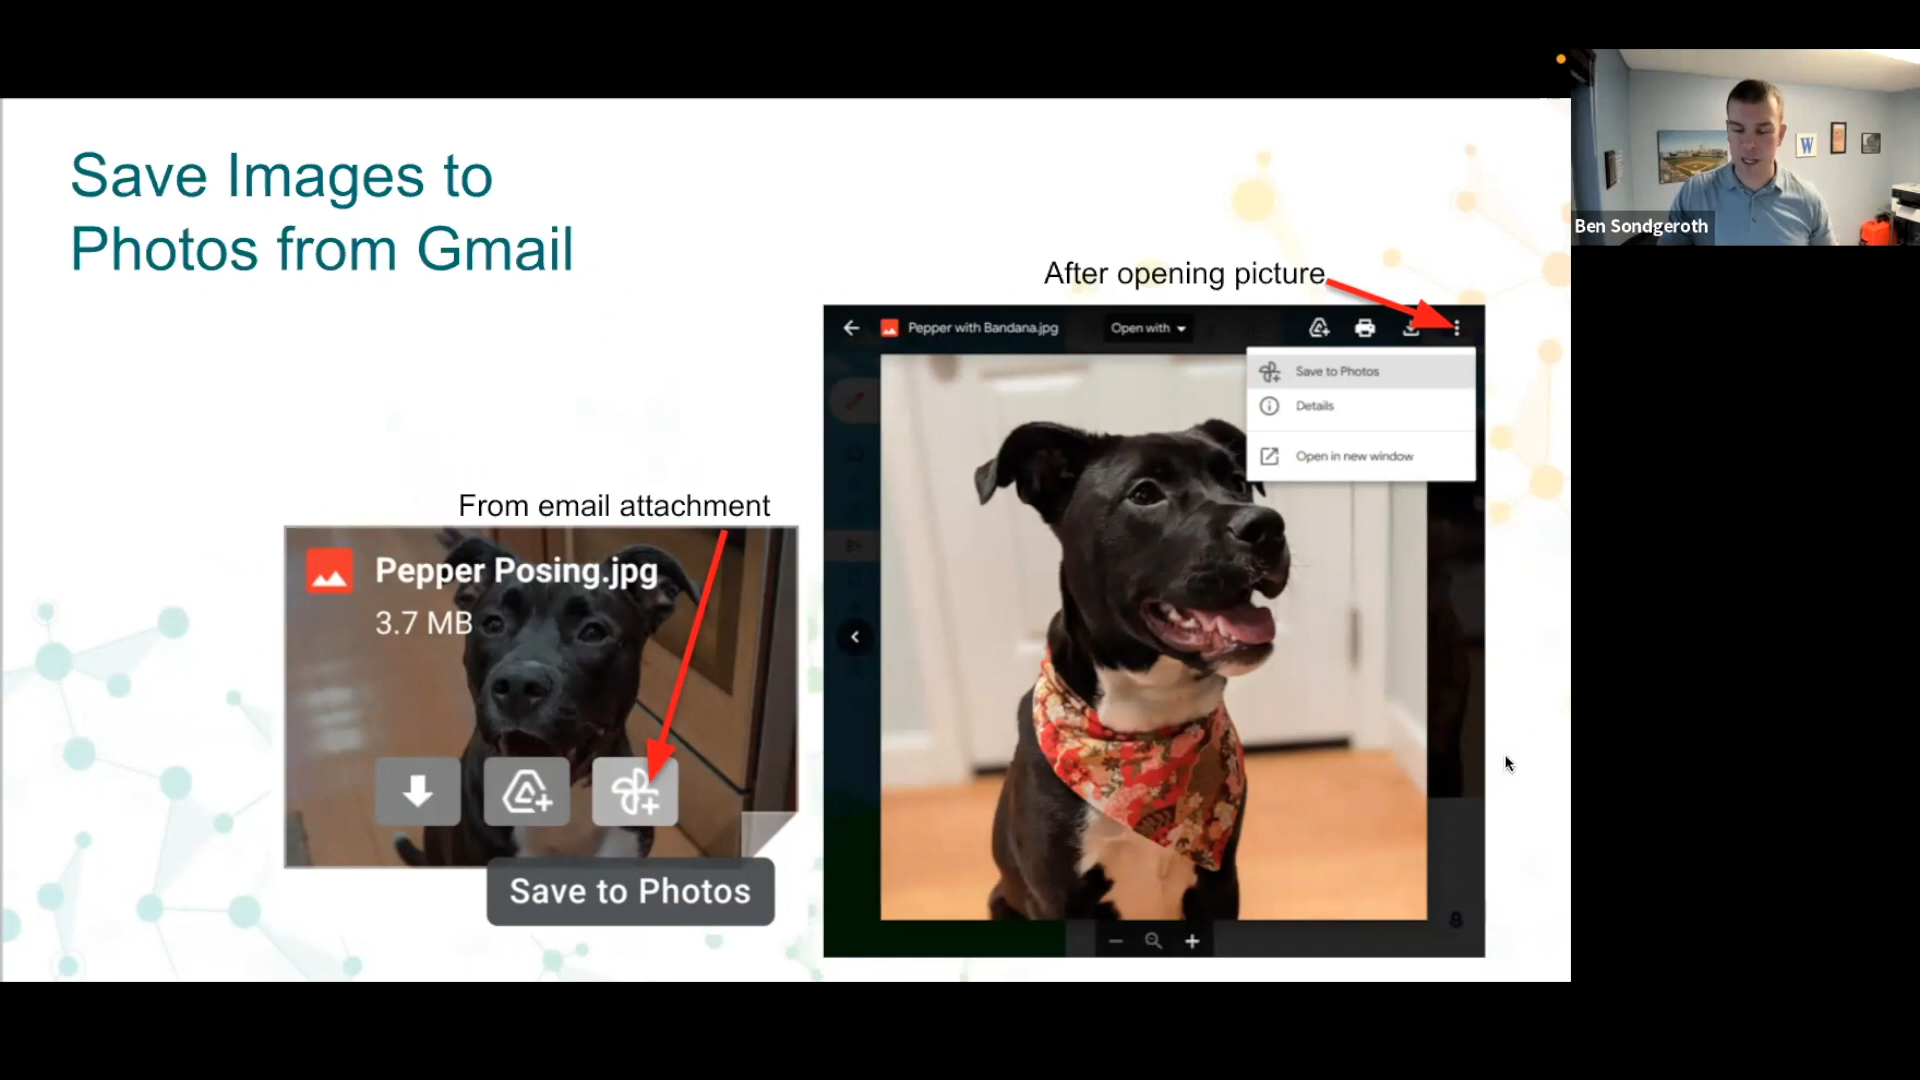 Save Images to
Photos from Gmail
After opening picture
Pepper with Bandana.jpg
Open with
Save to Photos
Details
Open in new window
From email attachment
Pepper Posing.jpg
3.7 MB
Save to Photos
W
Ben Sondgeroth